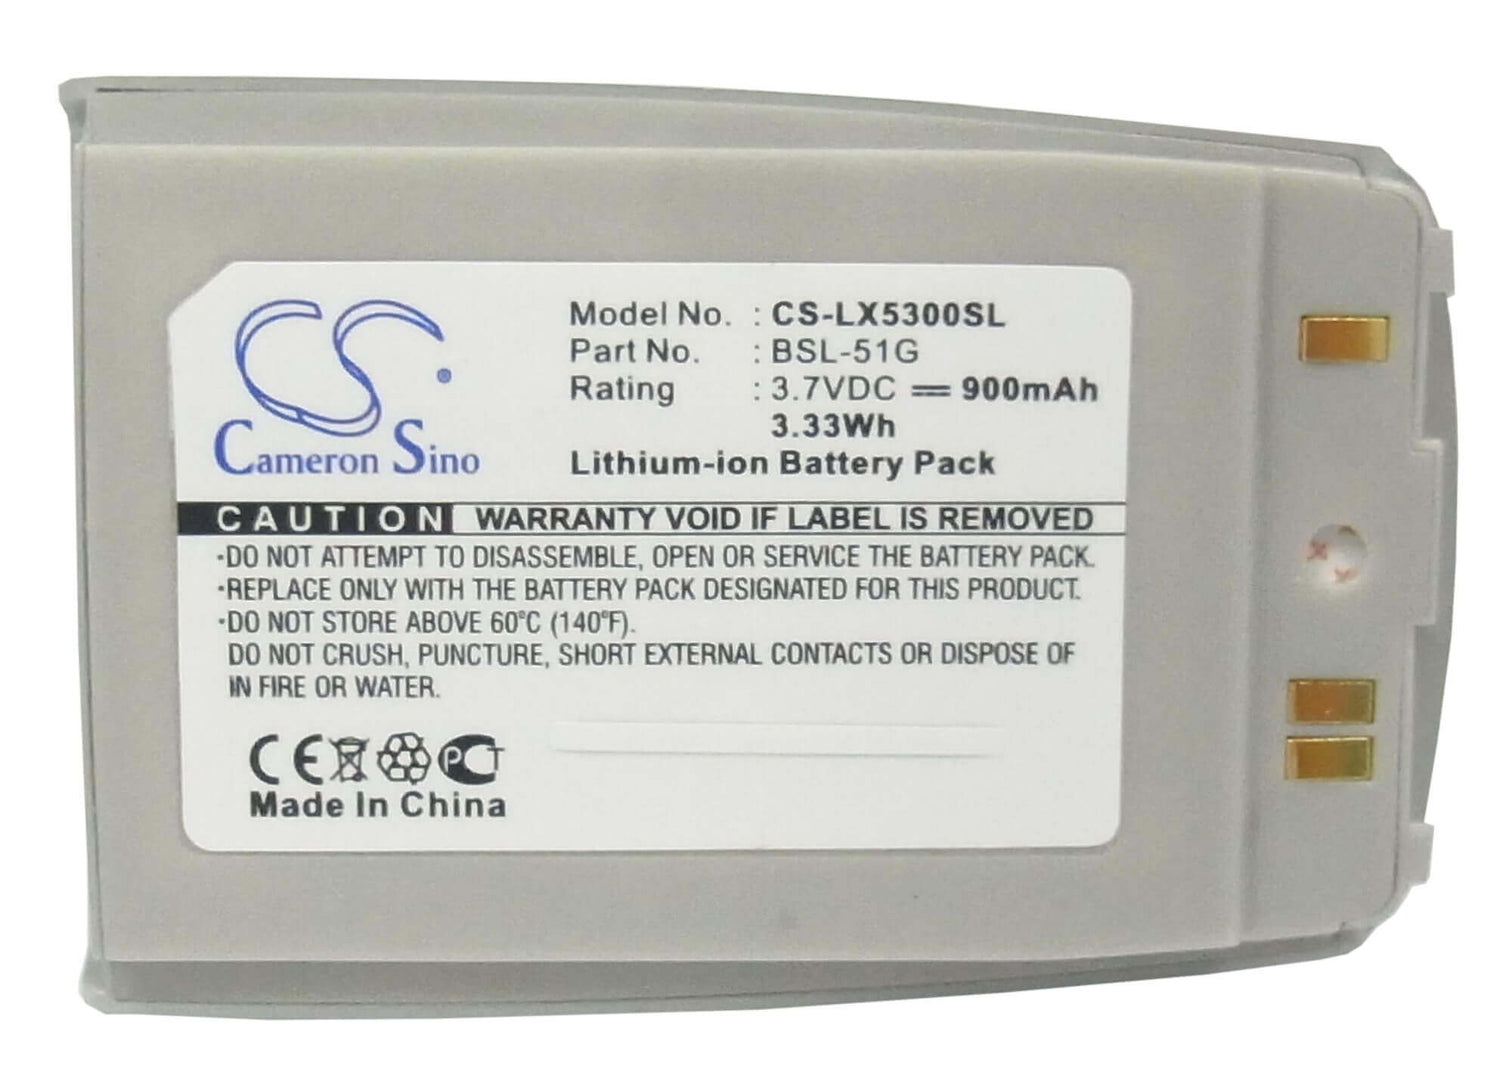 CS
Cameron Sino
Model No. : CS-LX5300SL
Part No. : BSL-51G
Rating : 3.7VDC ⎓ 900mAh
3.33Wh
Lithium-ion Battery Pack
CAUTION WARRANTY VOID IF LABEL IS REMOVED
·DO NOT ATTEMPT TO DISASSEMBLE, OPEN OR SERVICE THE BATTERY PACK.
·REPLACE ONLY WITH THE BATTERY PACK DESIGNATED FOR THIS PRODUCT.
·DO NOT STORE ABOVE 60°C (140°F).
DO NOT CRUSH, PUNCTURE, SHORT EXTERNAL CONTACTS OR DISPOSE OF
IN FIRE OR WATER.
CE PCT
Made In China